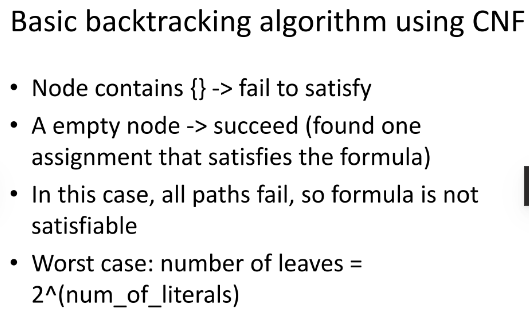 Basic backtracking algorithm using CNF
• Node contains {} -> fail to satisfy
• A empty node -> succeed (found one
assignment that satisfies the formula)
• In this case, all paths fail, so formula is not
satisfiable
• Worst case: number of leaves =
2^(num_of_literals)